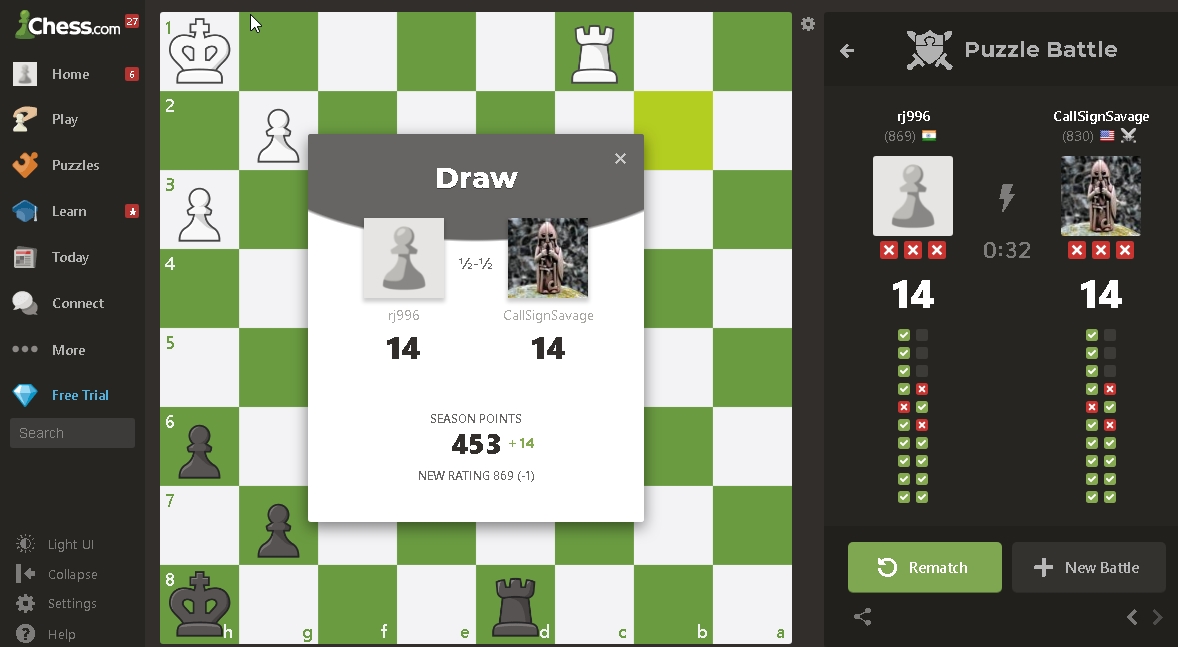 Chess.com
27
Home
6
Play
Puzzles
Learn
Today
Connect
More
Free Trial
Search
Light UI
Collapse
Settings
Help
1
2
3
4
5
6
7
8
h g f e d c b a
Draw
½-½
rj996 CallSignSavage
14 14
SEASON POINTS
453 +14
NEW RATING 869 (-1)
Puzzle Battle
rj996 CallSignSavage
(869) (830)
0:32
14 14
Rematch
New Battle